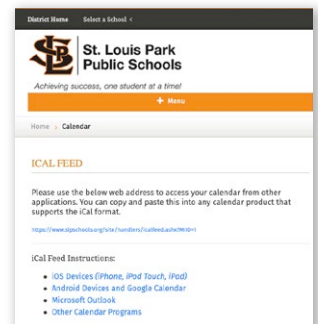 District Home Select a School <
SLP
St. Louis Park
Public Schools
Achieving success, one student at a time!
+ Menu
Home > Calendar
ICAL FEED
Please use the below web address to access your calendar from other
applications. You can copy and paste this into any calendar product that
supports the iCal format.
iCal Feed Instructions:
• iOS Devices (iPhone, iPod Touch, iPad)
• Android Devices and Google Calendar
• Microsoft Outlook
• Other Calendar Programs